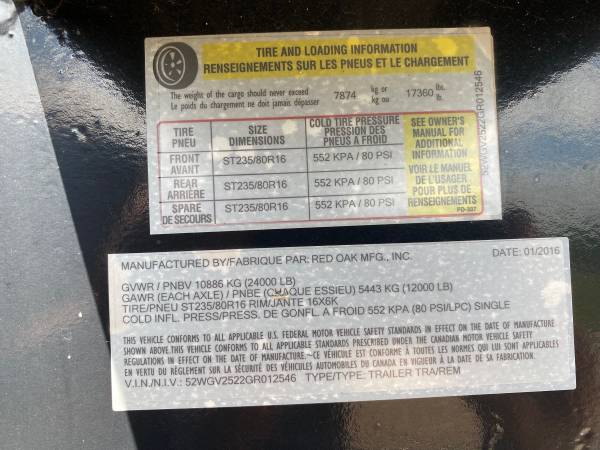 TIRE AND LOADING INFORMATION
RENSEIGNEMENTS SUR LES PNEUS ET LE CHARGEMENT
The weight of the cargo should never exceed 7874 kg or 17360 lbs.
Le poids du chargement ne doit jamais dépasser kg ou lb.
TIRE SIZE COLD TIRE PRESSURE
PNEU DIMENSIONS PRESSION DES PNEUS A FROID
FRONT AVANT ST235/80R16 552 KPA / 80 PSI
REAR ARRIÈRE ST235/80R16 552 KPA / 80 PSI
SPARE DE SECOURS ST235/80R16 552 KPA / 80 PSI
SEE OWNER'S
MANUAL FOR
ADDITIONAL
INFORMATION
VOIR LE MANUEL
DE L'USAGER
POUR PLUS DE
RENSEIGNEMENTS
PD-307
52WGV2522GR012546
MANUFACTURED BY/FABRIQUE PAR: RED OAK MFG., INC. DATE: 01/2016
GVWR / PNBV 10886 KG (24000 LB)
GAWR (EACH AXLE) / PNBE (CHAQUE ESSIEU) 5443 KG (12000 LB)
TIRE/PNEU ST235/80R16 RIM/JANTE 16X6K
COLD INFL. PRESS/PRESS. DE GONFL. A FROID 552 KPA (80 PSI/LPC) SINGLE
THIS VEHICLE CONFORMS TO ALL APPLICABLE U.S. FEDERAL MOTOR VEHICLE SAFETY STANDARDS IN EFFECT ON THE DATE OF MANUFACTURE
SHOWN ABOVE.THIS VEHICLE CONFORMS TO ALL APPLICABLE STANDARDS PRESCRIBED UNDER THE CANADIAN MOTOR VEHICLE SAFETY
REGULATIONS IN EFFECT ON THE DATE OF MANUFACTURE.~CE VÉHICULE EST CONFORME À TOUTES LES NORMES QUI LUI SONT APPLICABLES
EN VERTU DU RÈGLEMENT SUR LA SÉCURITÉ DES VÉHICULES AUTOMOBILES DU CANADA EN VIGUEUR À LA DATE DE SA FABRICATION.
V.I.N./N.I.V.: 52WGV2522GR012546 TYPE/TYPE: TRAILER TRA/REM